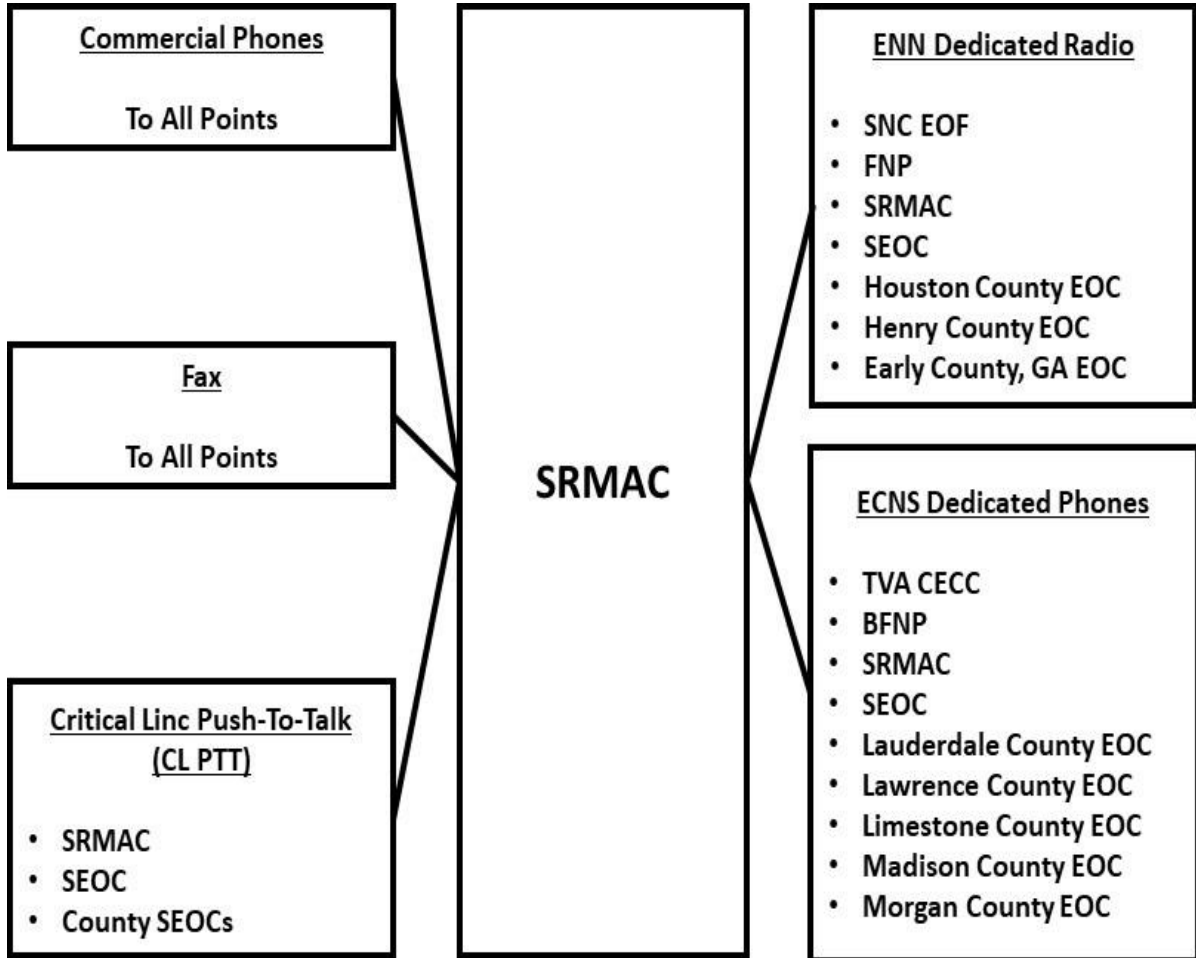 Commercial Phones
To All Points
Fax
To All Points
Critical Linc Push-To-Talk
(CL PTT)
• SRMAC
• SEOC
• County SEOCs
SRMAC
ENN Dedicated Radio
• SNC EOF
• FNP
• SRMAC
• SEOC
• Houston County EOC
• Henry County EOC
• Early County, GA EOC
ECNS Dedicated Phones
• TVA CECC
• BFNP
• SRMAC
• SEOC
• Lauderdale County EOC
• Lawrence County EOC
• Limestone County EOC
• Madison County EOC
• Morgan County EOC